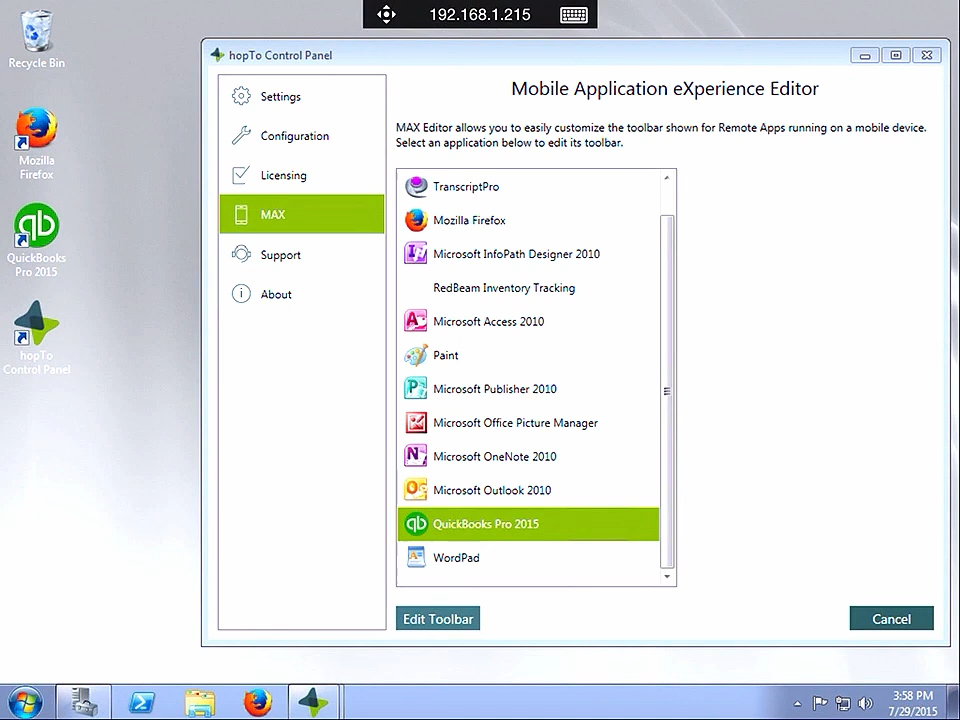 192.168.1.215
Recycle Bin
Mozilla
Firefox
QuickBooks
Pro 2015
hopTo
Control Panel
hopTo Control Panel
Settings
Configuration
Licensing
MAX
Support
About
Mobile Application eXperience Editor
MAX Editor allows you to easily customize the toolbar shown for Remote Apps running on a mobile device.
Select an application below to edit its toolbar.
TranscriptPro
Mozilla Firefox
Microsoft InfoPath Designer 2010
RedBeam Inventory Tracking
Microsoft Access 2010
Paint
Microsoft Publisher 2010
Microsoft Office Picture Manager
Microsoft OneNote 2010
Microsoft Outlook 2010
QuickBooks Pro 2015
WordPad
Edit Toolbar
Cancel
3:58 PM
7/29/2015